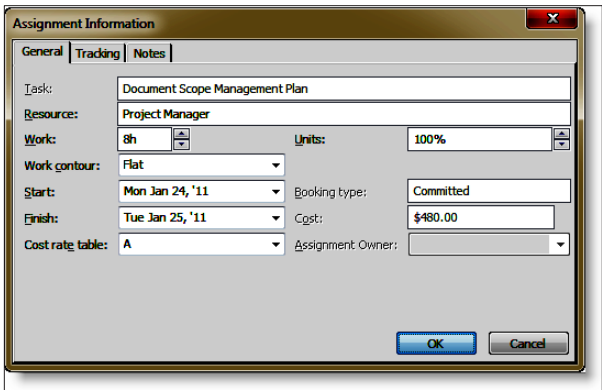 Assignment Information
General Tracking Notes
Task: Document Scope Management Plan
Resource: Project Manager
Work: 8h Units: 100%
Work contour: Flat
Start: Mon Jan 24, '11 Booking type: Committed
Finish: Tue Jan 25, '11 Cost: $480.00
Cost rate table: A Assignment Owner:
OK Cancel